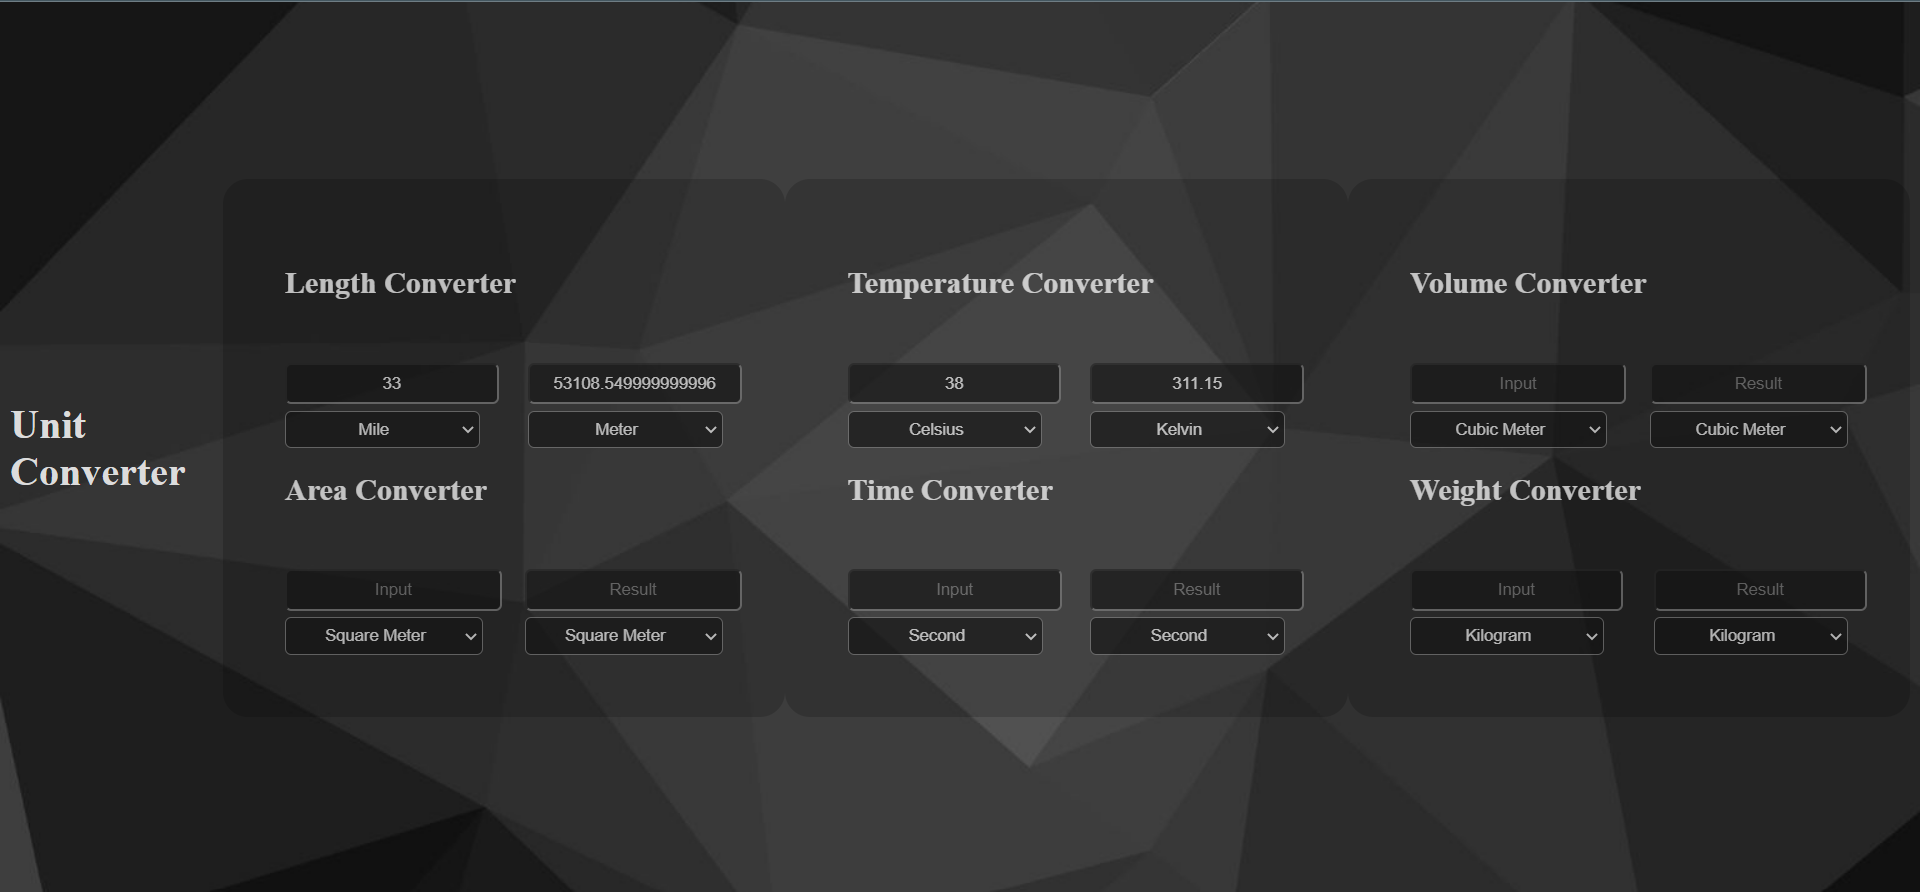 Unit
Converter
Length Converter
33
53108.549999999996
Mile
Meter
Area Converter
Input
Result
Square Meter
Square Meter
Temperature Converter
38
311.15
Celsius
Kelvin
Time Converter
Input
Result
Second
Second
Volume Converter
Input
Result
Cubic Meter
Cubic Meter
Weight Converter
Input
Result
Kilogram
Kilogram